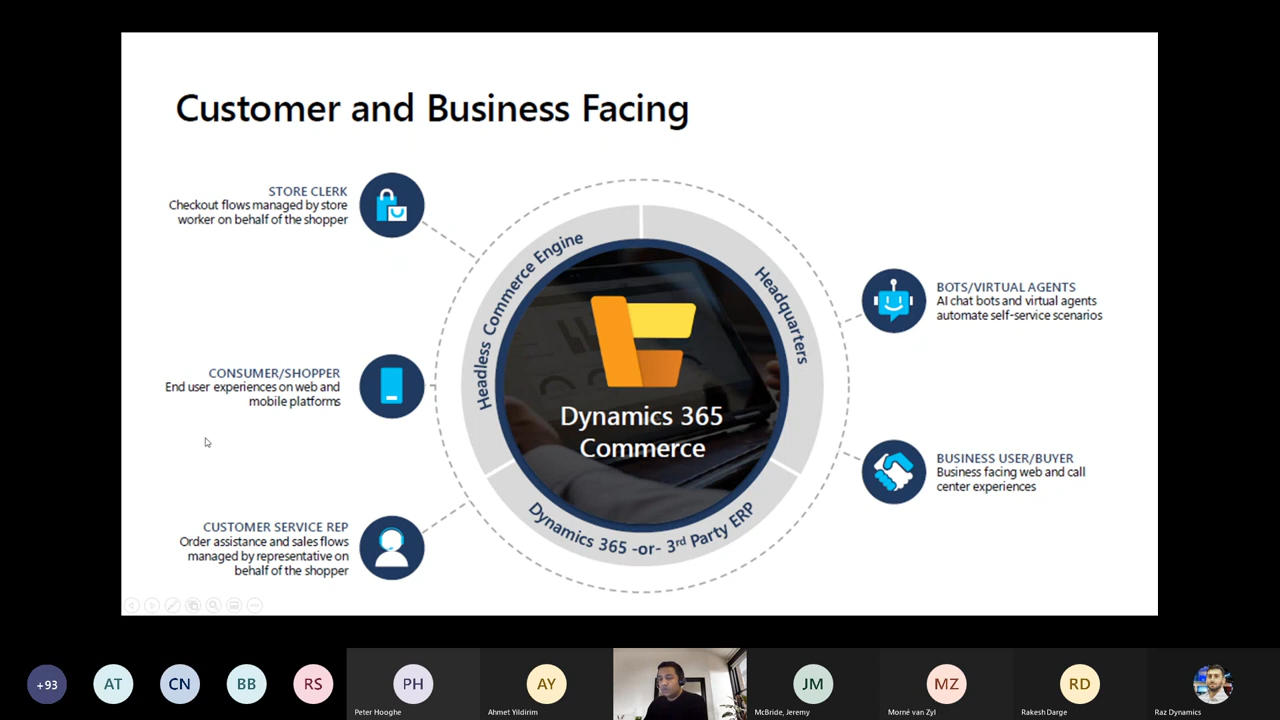 Customer and Business Facing
STORE CLERK
Checkout flows managed by store
worker on behalf of the shopper
CONSUMER/SHOPPER
End user experiences on web and
mobile platforms
CUSTOMER SERVICE REP
Order assistance and sales flows
managed by representative on
behalf of the shopper
Headless Commerce Engine
Headquarters
Dynamics 365 -or- 3rd Party ERP
Dynamics 365
Commerce
BOTS/VIRTUAL AGENTS
AI chat bots and virtual agents
automate self-service scenarios
BUSINESS USER/BUYER
Business facing web and call
center experiences
+93
AT
CN
BB
RS
PH
Peter Hooghe
AY
Ahmet Yildirim
JM
McBride, Jeremy
MZ
Morné van Zyl
RD
Rakesh Darge
Raz Dynamics